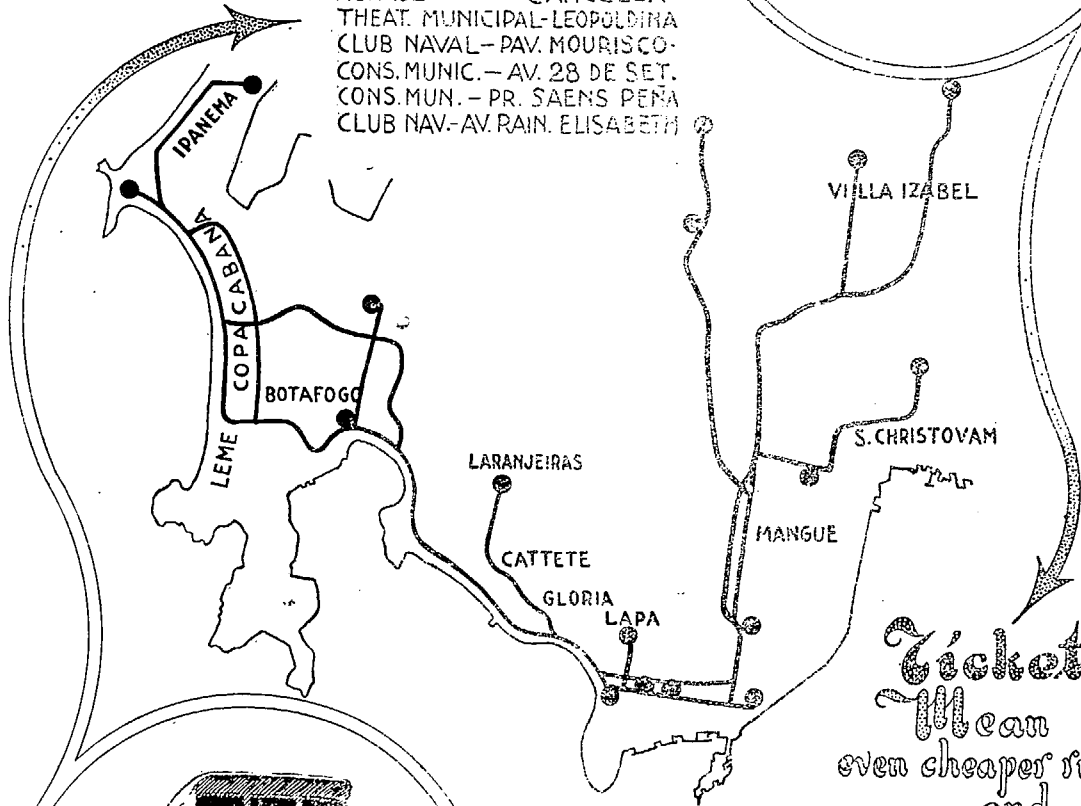 THEAT. MUNICIPAL-LEOPOLDINA
CLUB NAVAL-PAV. MOURISCO-
CONS. MUNIC.-AV. 28 DE SET.
CONS. MUN.-PR. SAENS PEÑA
CLUB NAV.-AV. RAIN. ELISABETH
IPANEMA
VILLA IZABEL
COPACABANA
BOTAFOGO
LEME
S. CHRISTOVAM
LARANJEIRAS
MANGUE
CATTETE
GLORIA
LAPA
Ticket
Mean
even cheaper
and